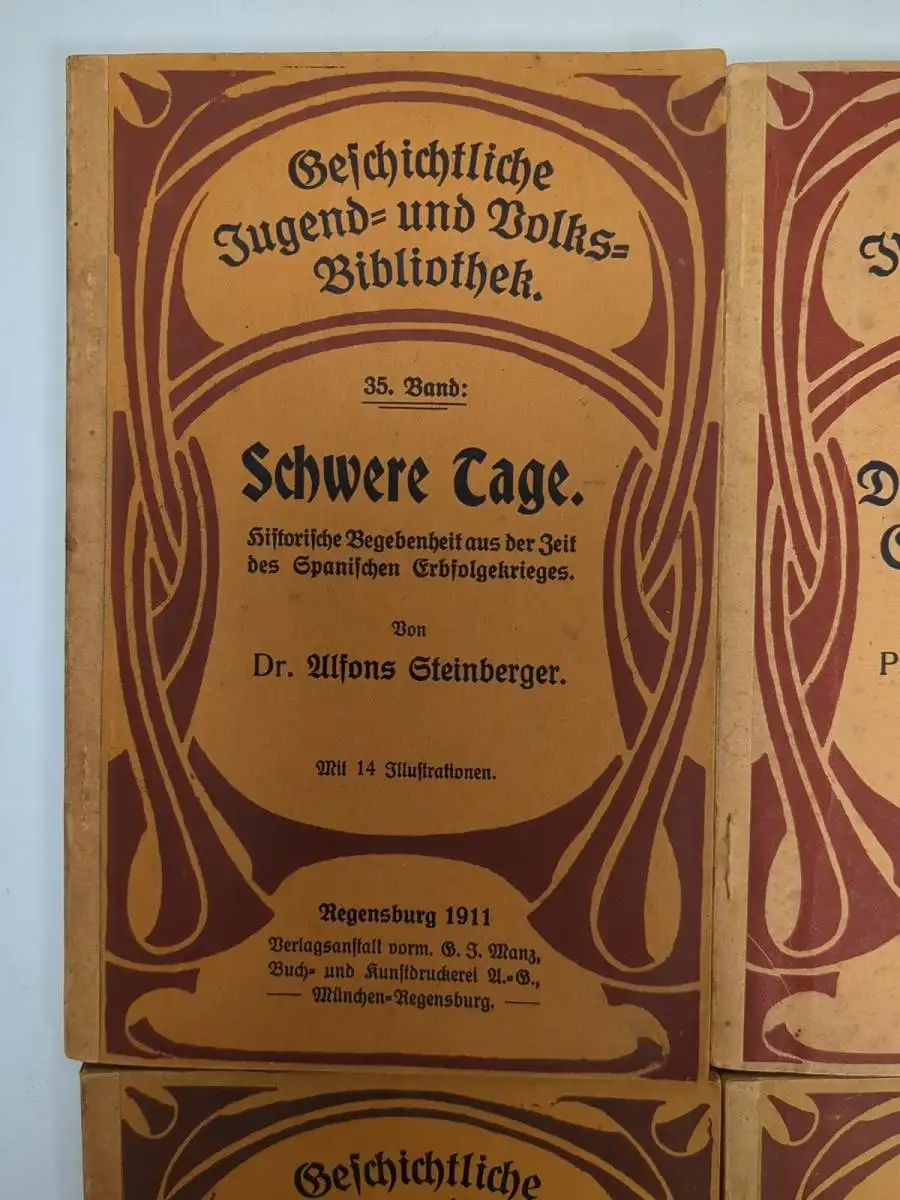 Geschichtliche
Jugend= und Volks=
Bibliothek.
35. Band:
Schwere Tage.
Historische Begebenheit aus der Zeit
des Spanischen Erbfolgekrieges.
Von
Dr. Alfons Steinberger.
Mit 14 Illustrationen.
Regensburg 1911
Verlagsanstalt vorm. G. J. Manz,
Buch= und Kunstdruckerei A.=G.,
München=Regensburg.
Geschichtliche